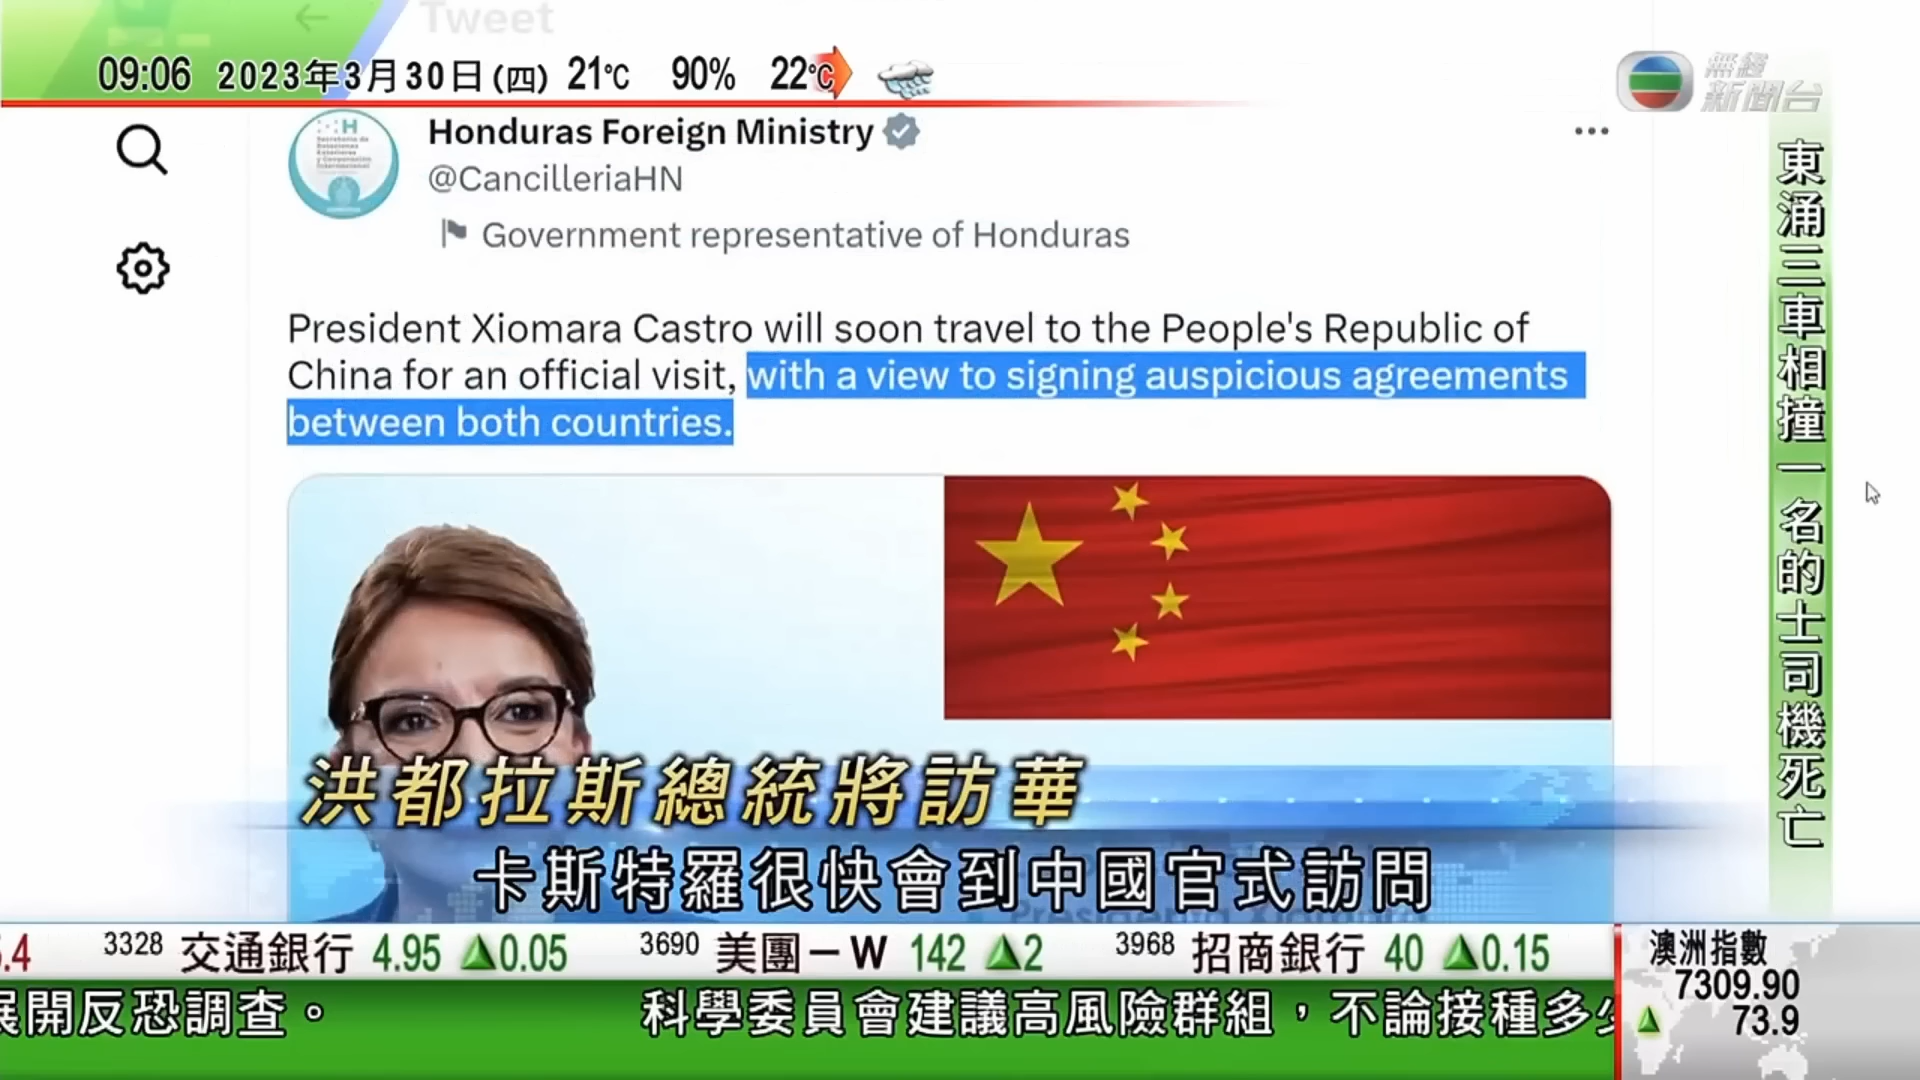 Tweet
09:06 2023年3月30日(四) 21℃ 90% 22℃
無綫
新聞台
Honduras Foreign Ministry
@CancilleriaHN
Government representative of Honduras
President Xiomara Castro will soon travel to the People's Republic of
China for an official visit, with a view to signing auspicious agreements
between both countries.
東涌三車相撞一名的士司機死亡
洪都拉斯總統將訪華
卡斯特羅很快會到中國官式訪問
5.4 3328 交通銀行 4.95 ▲0.05 3690 美團－W 142 ▲2 3968 招商銀行 40 ▲0.15
展開反恐調查。 科學委員會建議高風險群組，不論接種多少
澳洲指數
7309.90
▲ 73.9